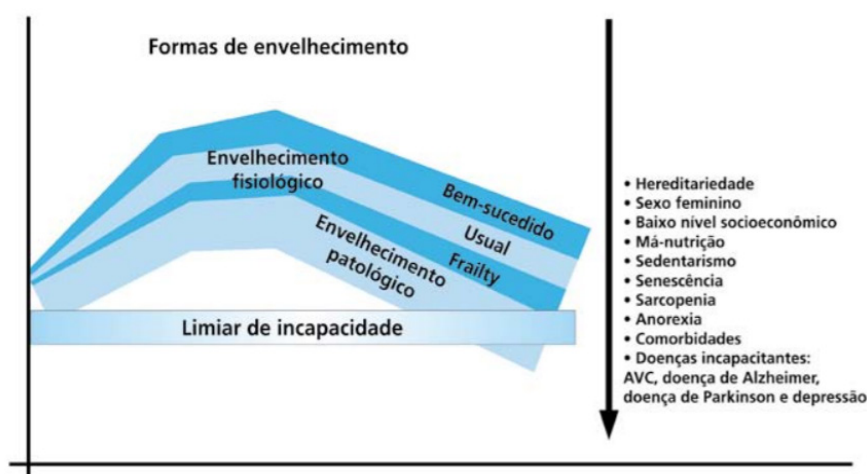 Formas de envelhecimento
Envelhecimento
fisiológico
Bem-sucedido
Usual
Frailty
Envelhecimento
patológico
Limiar de incapacidade
• Hereditariedade
• Sexo feminino
• Baixo nível socioeconômico
• Má-nutrição
• Sedentarismo
• Senescência
• Sarcopenia
• Anorexia
• Comorbidades
• Doenças incapacitantes:
AVC, doença de Alzheimer,
doença de Parkinson e depressão